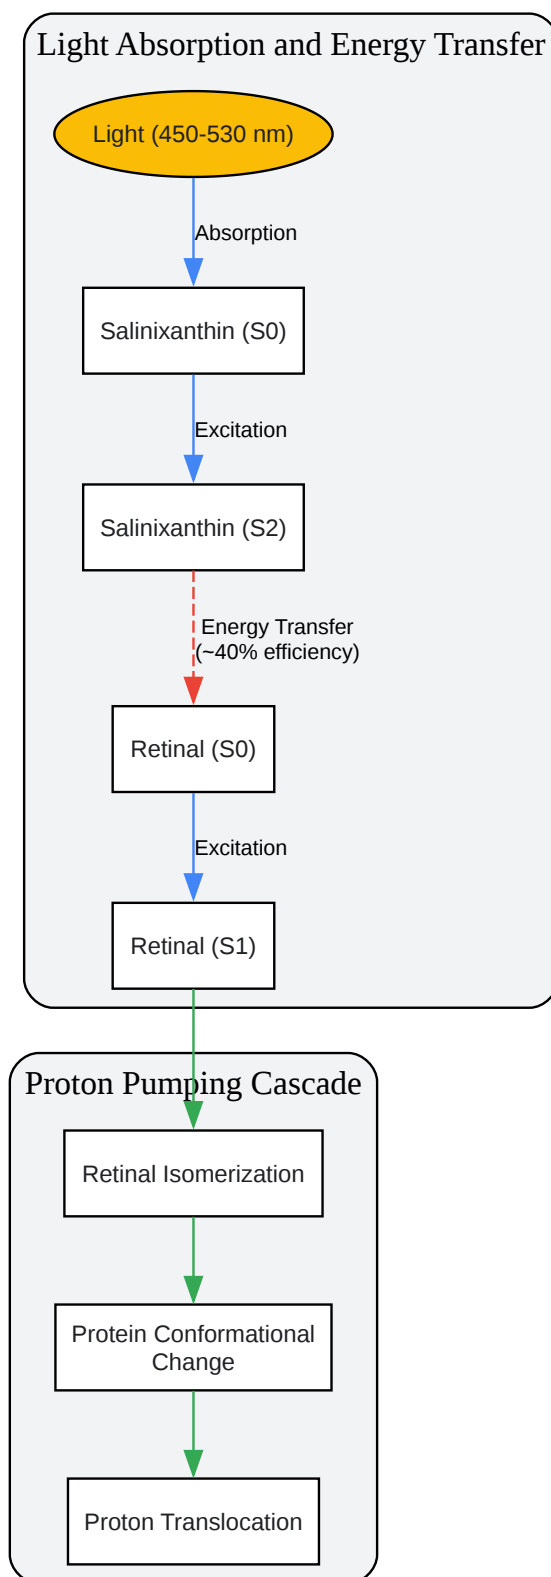 Light Absorption and Energy Transfer
Light (450-530 nm)
Absorption
Salinixanthin (S0)
Excitation
Salinixanthin (S2)
Energy Transfer
(~40% efficiency)
Retinal (S0)
Excitation
Retinal (S1)
Proton Pumping Cascade
Retinal Isomerization
Protein Conformational
Change
Proton Translocation